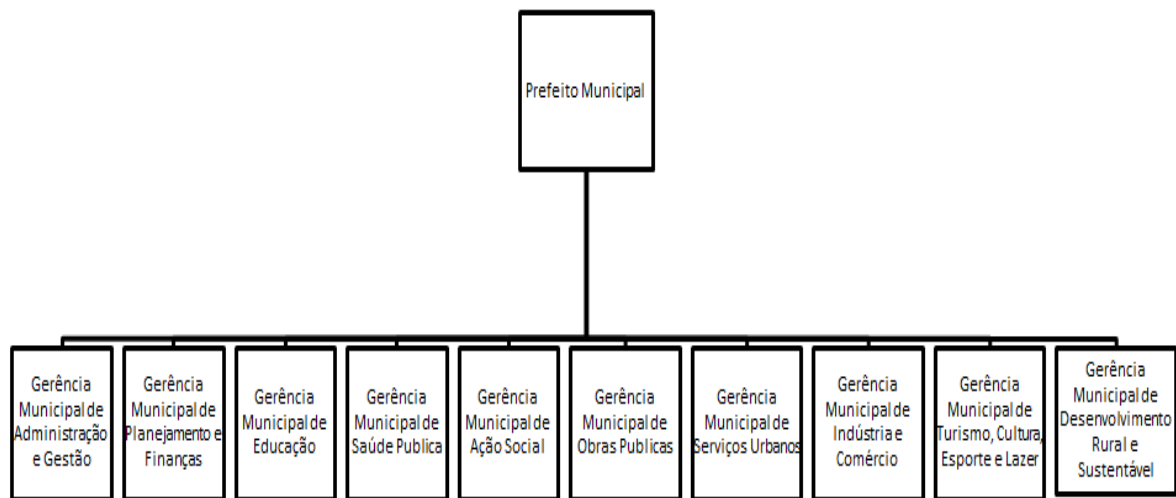 Prefeito Municipal
Gerência
Municipal de
Administração
e Gestão
Gerência
Municipal de
Planejamento e
Finanças
Gerência
Municipal de
Educação
Gerência
Municipal de
Saúde Publica
Gerência
Municipal de
Ação Social
Gerência
Municipal de
Obras Publicas
Gerência
Municipal de
Serviços Urbanos
Gerência
Municipal de
Indústria e
Comércio
Gerência
Municipal de
Turismo, Cultura,
Esporte e Lazer
Gerência
Municipal de
Desenvolvimento
Rural e
Sustentável